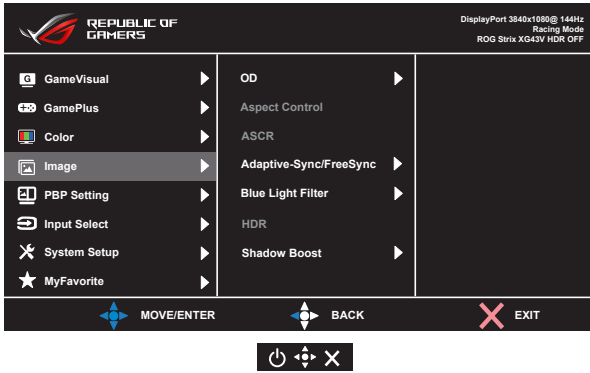 REPUBLIC OF
GAMERS
DisplayPort 3840x1080@ 144Hz
Racing Mode
ROG Strix XG43V HDR OFF
G
GameVisual
GamePlus
Color
Image
PBP Setting
Input Select
System Setup
MyFavorite
OD
Aspect Control
ASCR
Adaptive-Sync/FreeSync
Blue Light Filter
HDR
Shadow Boost
MOVE/ENTER
BACK
EXIT